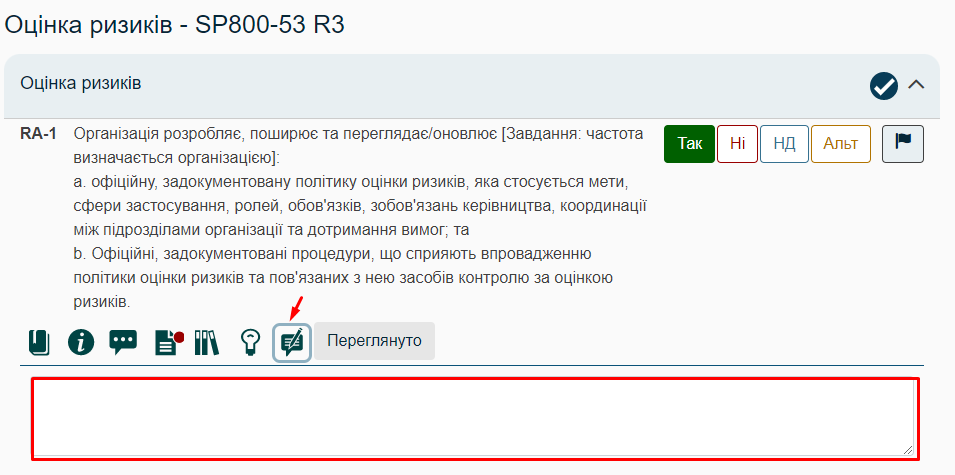 Оцінка ризиків - SP800-53 R3
Оцінка ризиків
RA-1 Організація розробляє, поширює та переглядає/оновлює [Завдання: частота
визначається організацією]:
а. офіційну, задокументовану політику оцінки ризиків, яка стосується мети,
сфери застосування, ролей, обов'язків, зобов'язань керівництва, координації
між підрозділами організації та дотримання вимог; та
b. Офіційні, задокументовані процедури, що сприяють впровадженню
політики оцінки ризиків та пов'язаних з нею засобів контролю за оцінкою
ризиків.
Так Ні НД Альт
Переглянуто